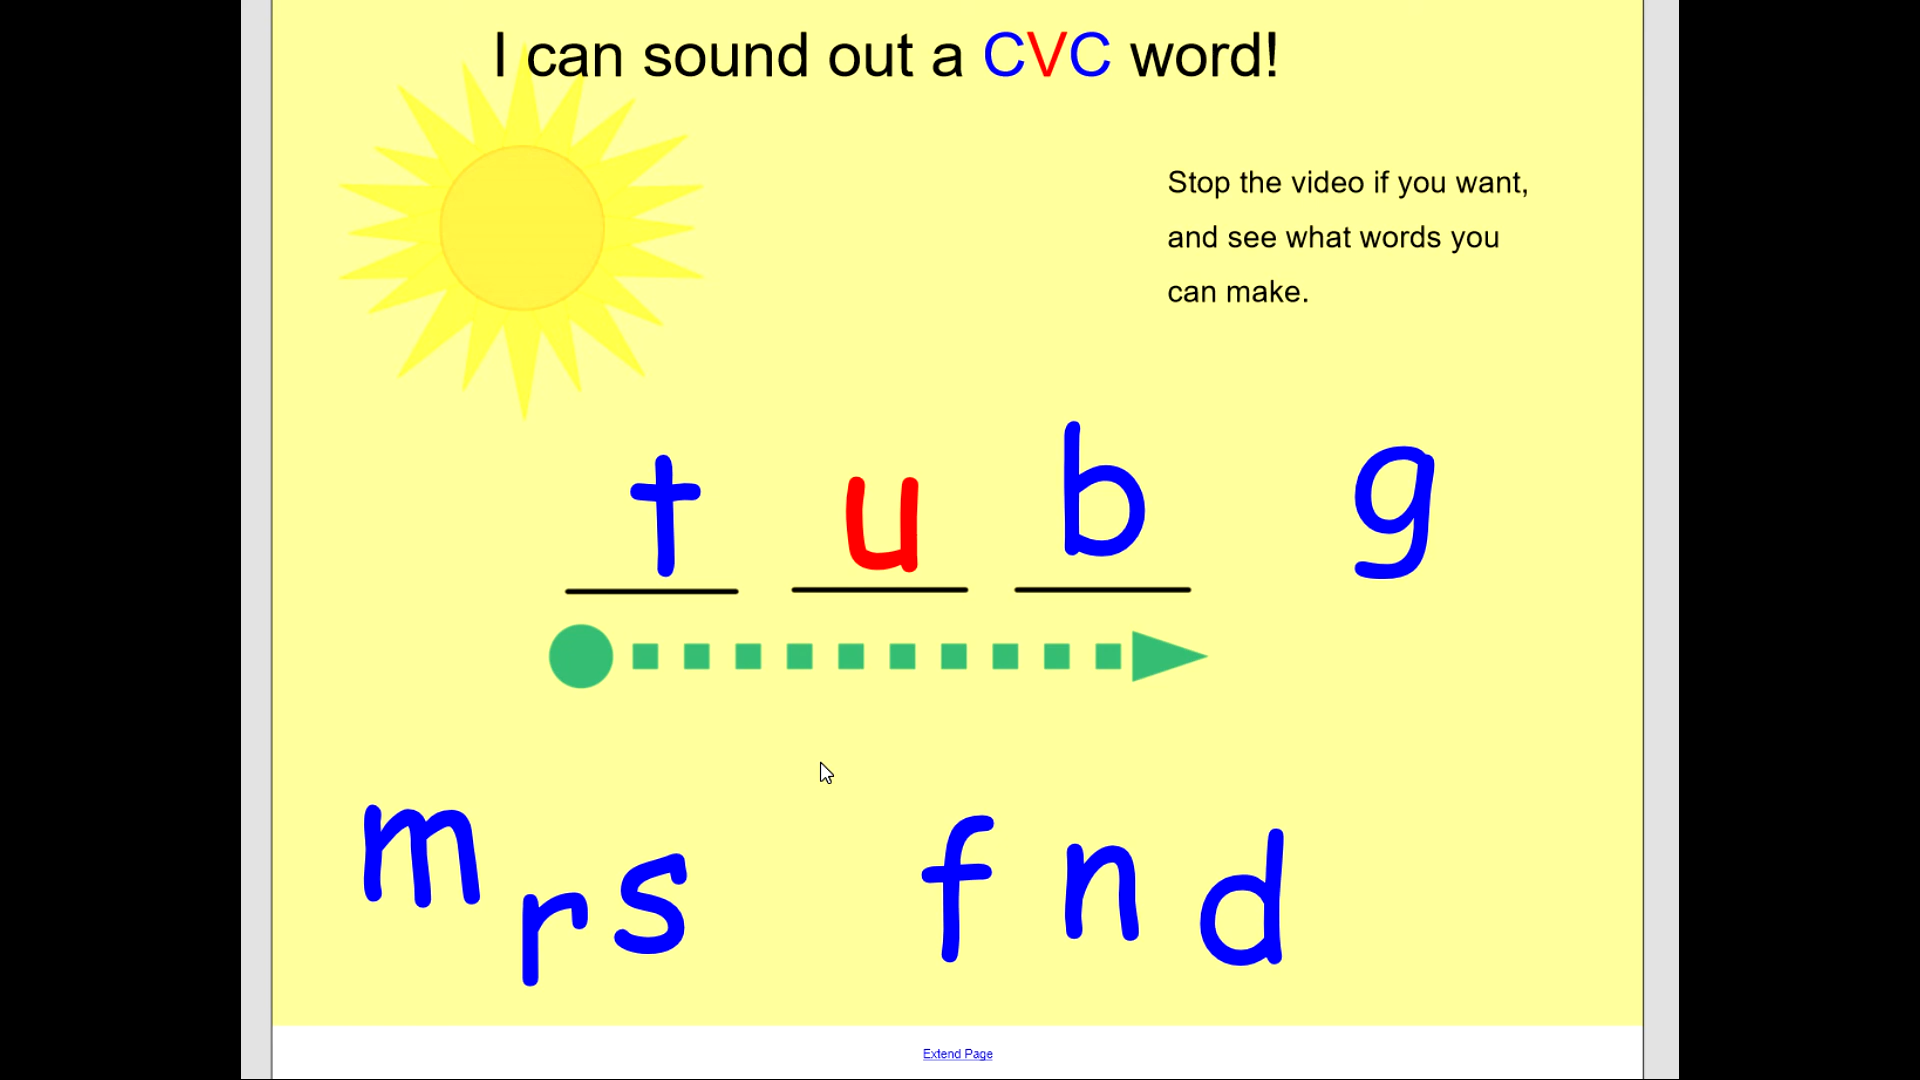 I can sound out a CVC word!
Stop the video if you want,
and see what words you
can make.
t u b g
m r s f n d
Extend Page